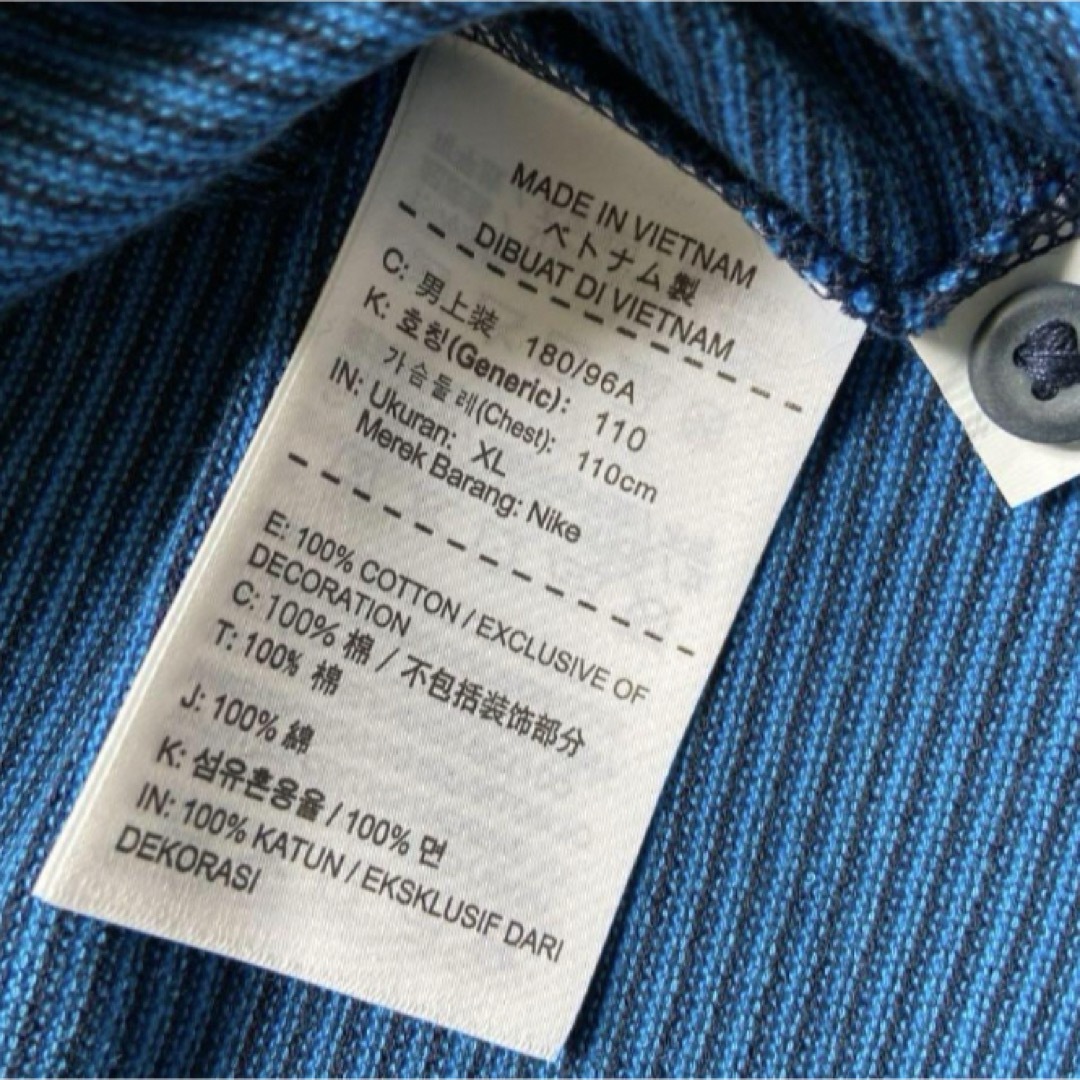 MADE IN VIETNAM
ベトナム製
DIBUAT DI VIETNAM
C: 男上装 180/96A
K: 호칭(Generic): 110
가슴둘레(Chest): 110cm
IN: Ukuran: XL
Merek Barang: Nike
E: 100% COTTON / EXCLUSIVE OF
DECORATION
C: 100% 棉 / 不包括装饰部分
T: 100% 棉
J: 100% 綿
K: 섬유혼용율 / 100% 면
IN: 100% KATUN / EKSKLUSIF DARI
DEKORASI